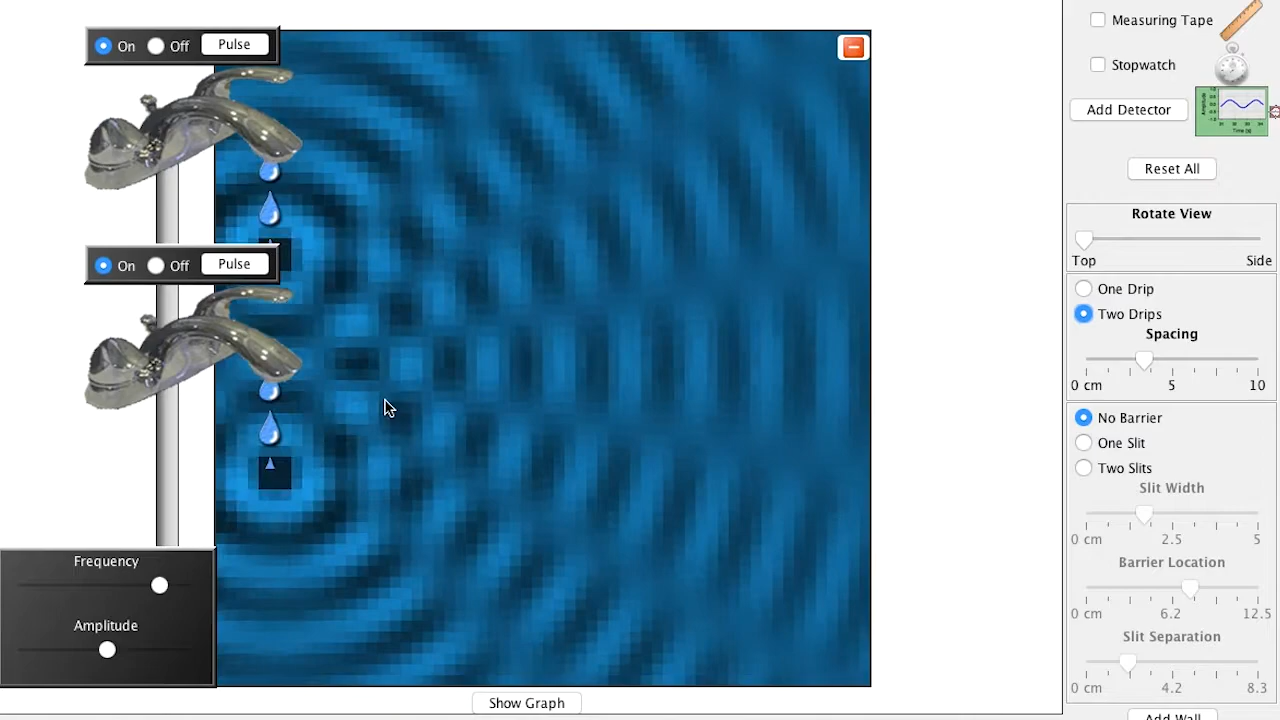 On Off Pulse
On Off Pulse
Frequency
Amplitude
Show Graph
Measuring Tape
Stopwatch
Add Detector
Reset All
Rotate View
Top Side
One Drip
Two Drips
Spacing
0 cm 5 10
No Barrier
One Slit
Two Slits
Slit Width
0 cm 2.5 5
Barrier Location
0 cm 6.2 12.5
Slit Separation
0 cm 4.2 8.3
Add Wall